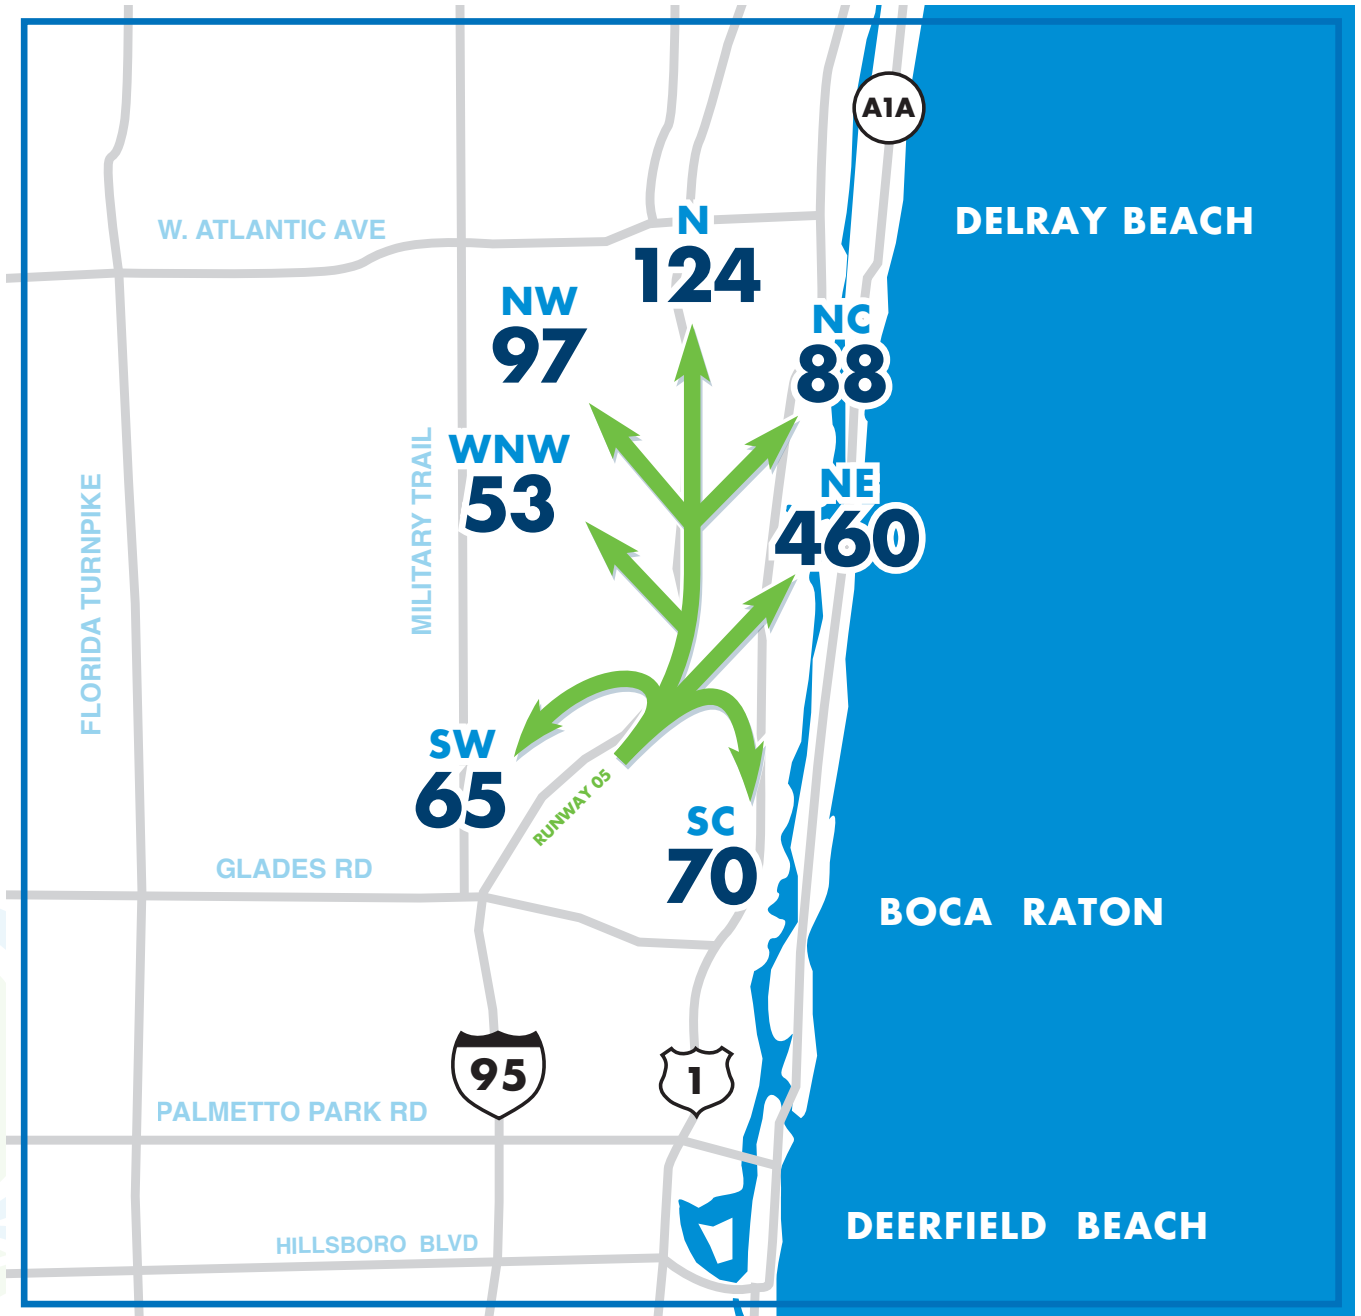 A1A
W. ATLANTIC AVE
N
124
DELRAY BEACH
NW
97
NC
88
WNW
53
MILITARY TRAIL
FLORIDA TURNPIKE
NE
460
SW
65
RUNWAY 05
SC
70
GLADES RD
BOCA RATON
95
1
PALMETTO PARK RD
DEERFIELD BEACH
HILLSBORO BLVD